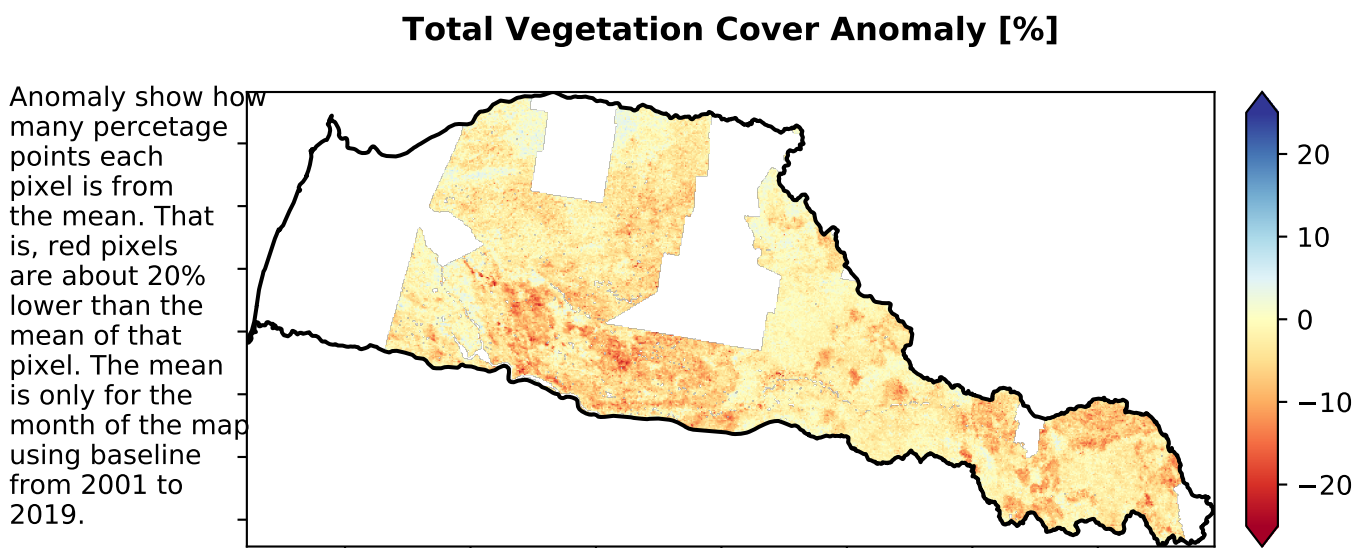 Total Vegetation Cover Anomaly [%]
Anomaly show how
many percetage
points each
pixel is from
the mean. That
is, red pixels
are about 20%
lower than the
mean of that
pixel. The mean
is only for the
month of the map
using baseline
from 2001 to
2019.
20
10
0
−10
−20